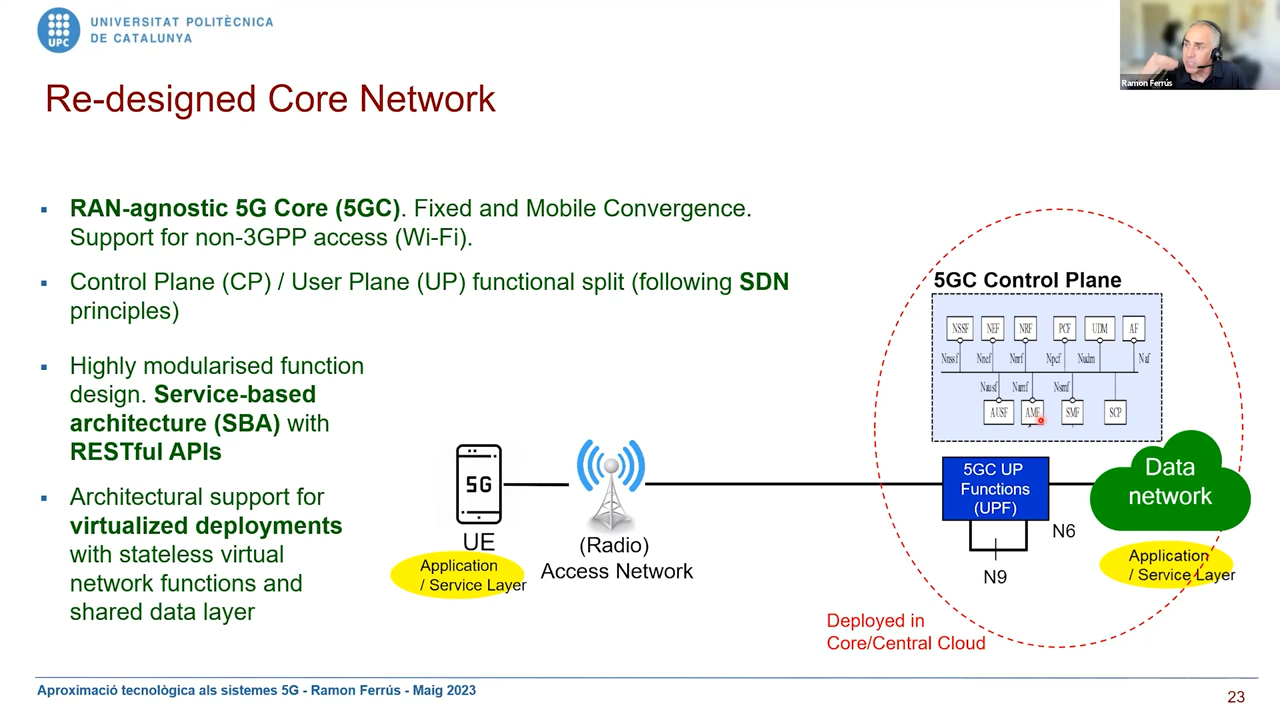 UNIVERSITAT POLITÈCNICA
DE CATALUNYA
UPC
Ramon Ferrús
Re-designed Core Network
RAN-agnostic 5G Core (5GC). Fixed and Mobile Convergence.
Support for non-3GPP access (Wi-Fi).
Control Plane (CP) / User Plane (UP) functional split (following SDN
principles)
Highly modularised function
design. Service-based
architecture (SBA) with
RESTful APIs
Architectural support for
virtualized deployments
with stateless virtual
network functions and
shared data layer
5G
UE
Application
/ Service Layer
(Radio)
Access Network
5GC Control Plane
NSSF NEF NRF PCF UDM AF
Nnssf Nnef Nnrf Npcf Nudm Naf
Nausf Namf Nsmf
AUSF AMF SMF SCP
5GC UP
Functions
(UPF)
Data
network
N6
N9
Application
/ Service Layer
Deployed in
Core/Central Cloud
Aproximació tecnològica als sistemes 5G - Ramon Ferrús - Maig 2023
23